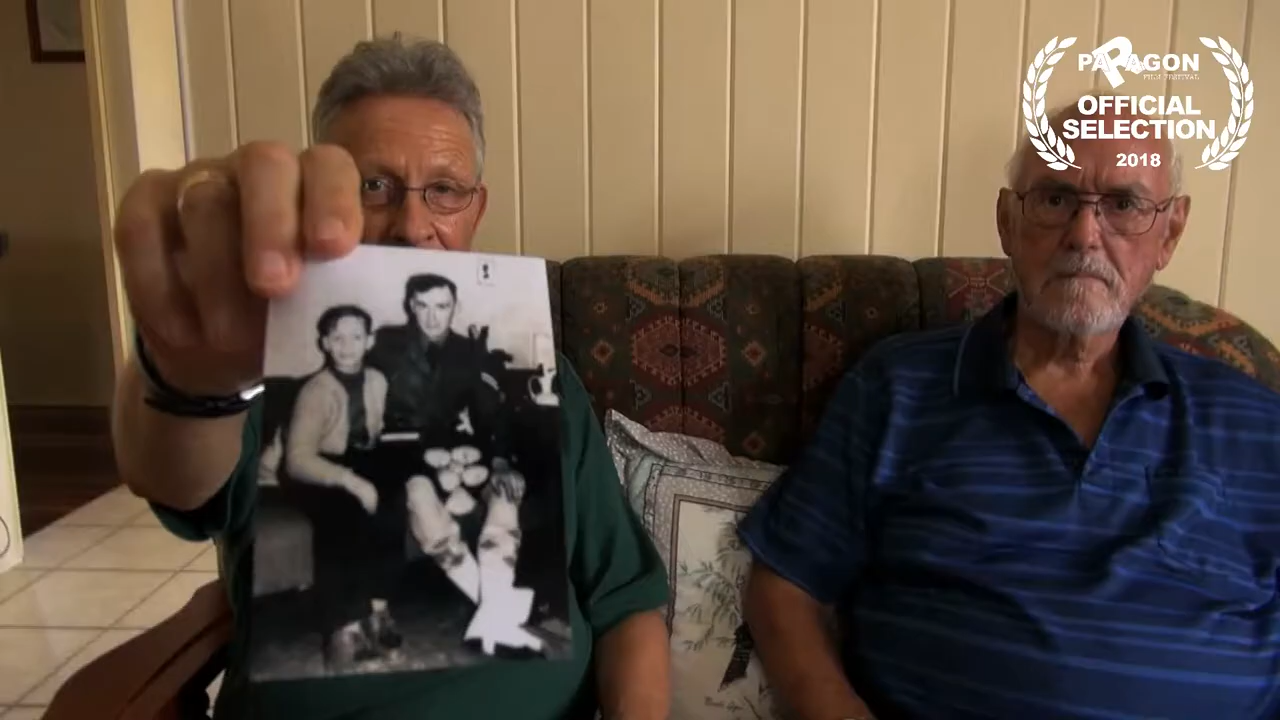 PARAGON
FILM FESTIVAL
OFFICIAL
SELECTION
2018